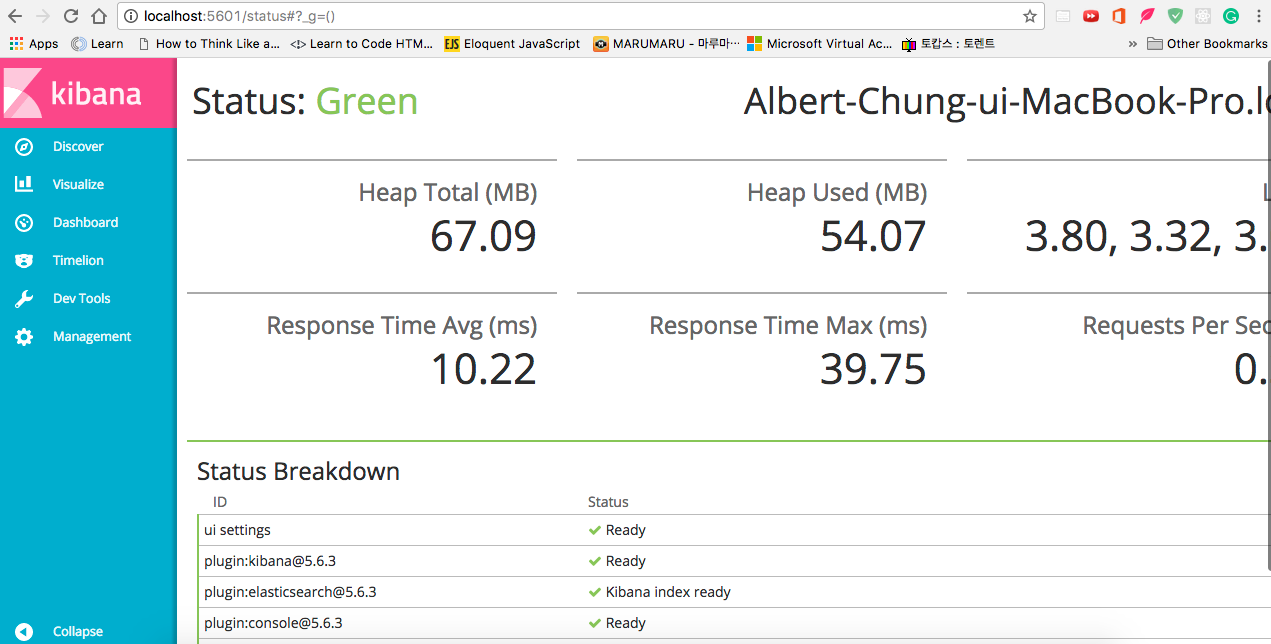 localhost:5601/status#?_g=()
Apps Learn How to Think Like a... <> Learn to Code HTM... EJS Eloquent JavaScript MARUMARU - 마루마... Microsoft Virtual Ac... 토캅스 : 토렌트 » Other Bookmarks
kibana
Discover
Visualize
Dashboard
Timelion
Dev Tools
Management
Collapse
Status: Green Albert-Chung-ui-MacBook-Pro.lo
Heap Total (MB) Heap Used (MB) L
67.09 54.07 3.80, 3.32, 3.
Response Time Avg (ms) Response Time Max (ms) Requests Per Sec
10.22 39.75 0.
Status Breakdown
ID Status
ui settings Ready
plugin:kibana@5.6.3 Ready
plugin:elasticsearch@5.6.3 Kibana index ready
plugin:console@5.6.3 Ready